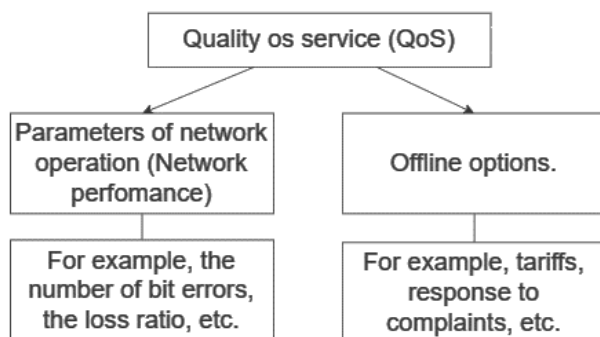 Quality os service (QoS)
Parameters of network
operation (Network
perfomance)
Offline options.
For example, the
number of bit errors,
the loss ratio, etc.
For example, tariffs,
response to
complaints, etc.